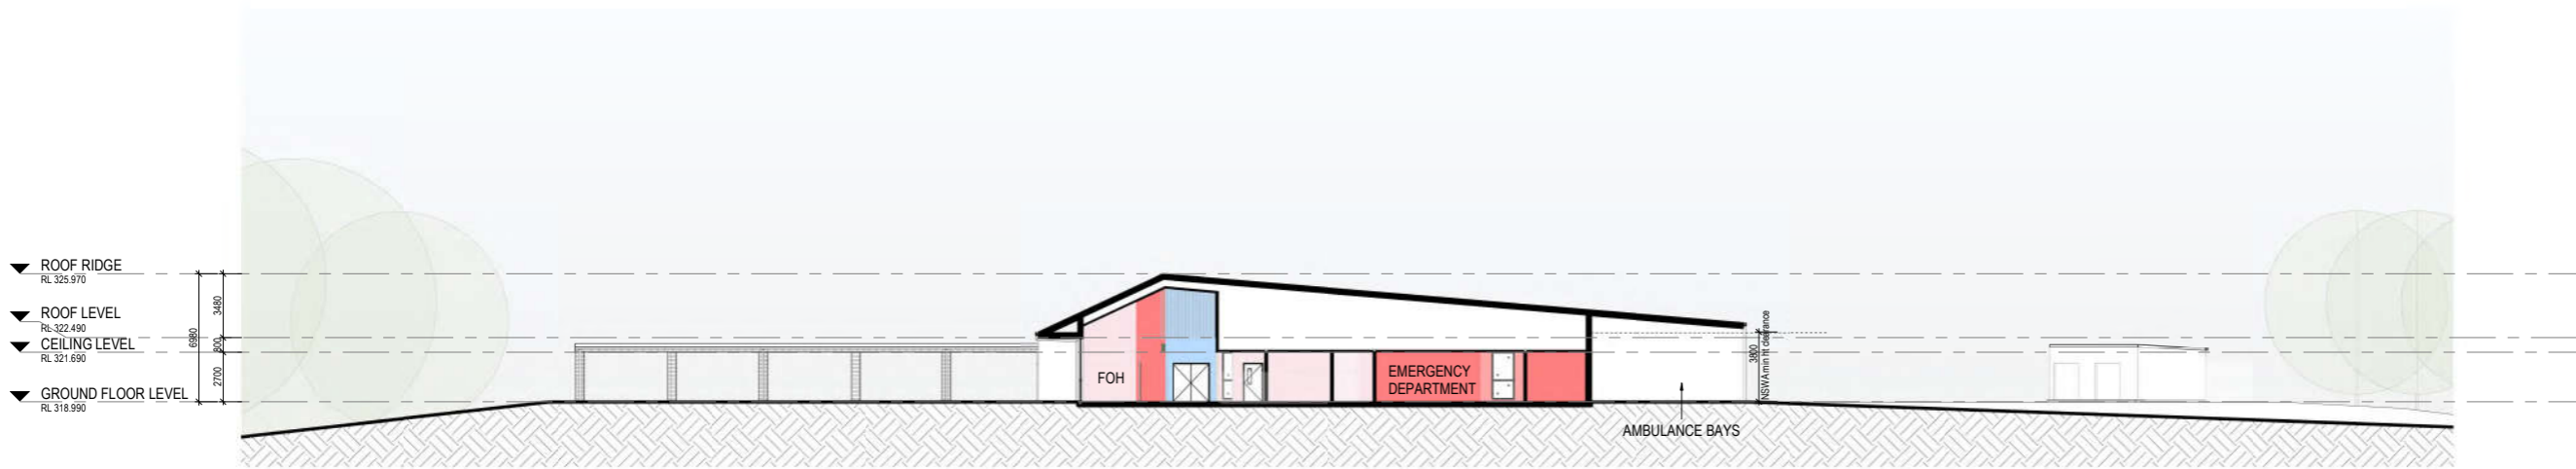 ROOF RIDGE
RL 325.970
ROOF LEVEL
RL 322.490
CEILING LEVEL
RL 321.690
GROUND FLOOR LEVEL
RL 318.990
6980
3480
800
2700
FOH
EMERGENCY
DEPARTMENT
AMBULANCE BAYS
3800
NSWA min ht clearance